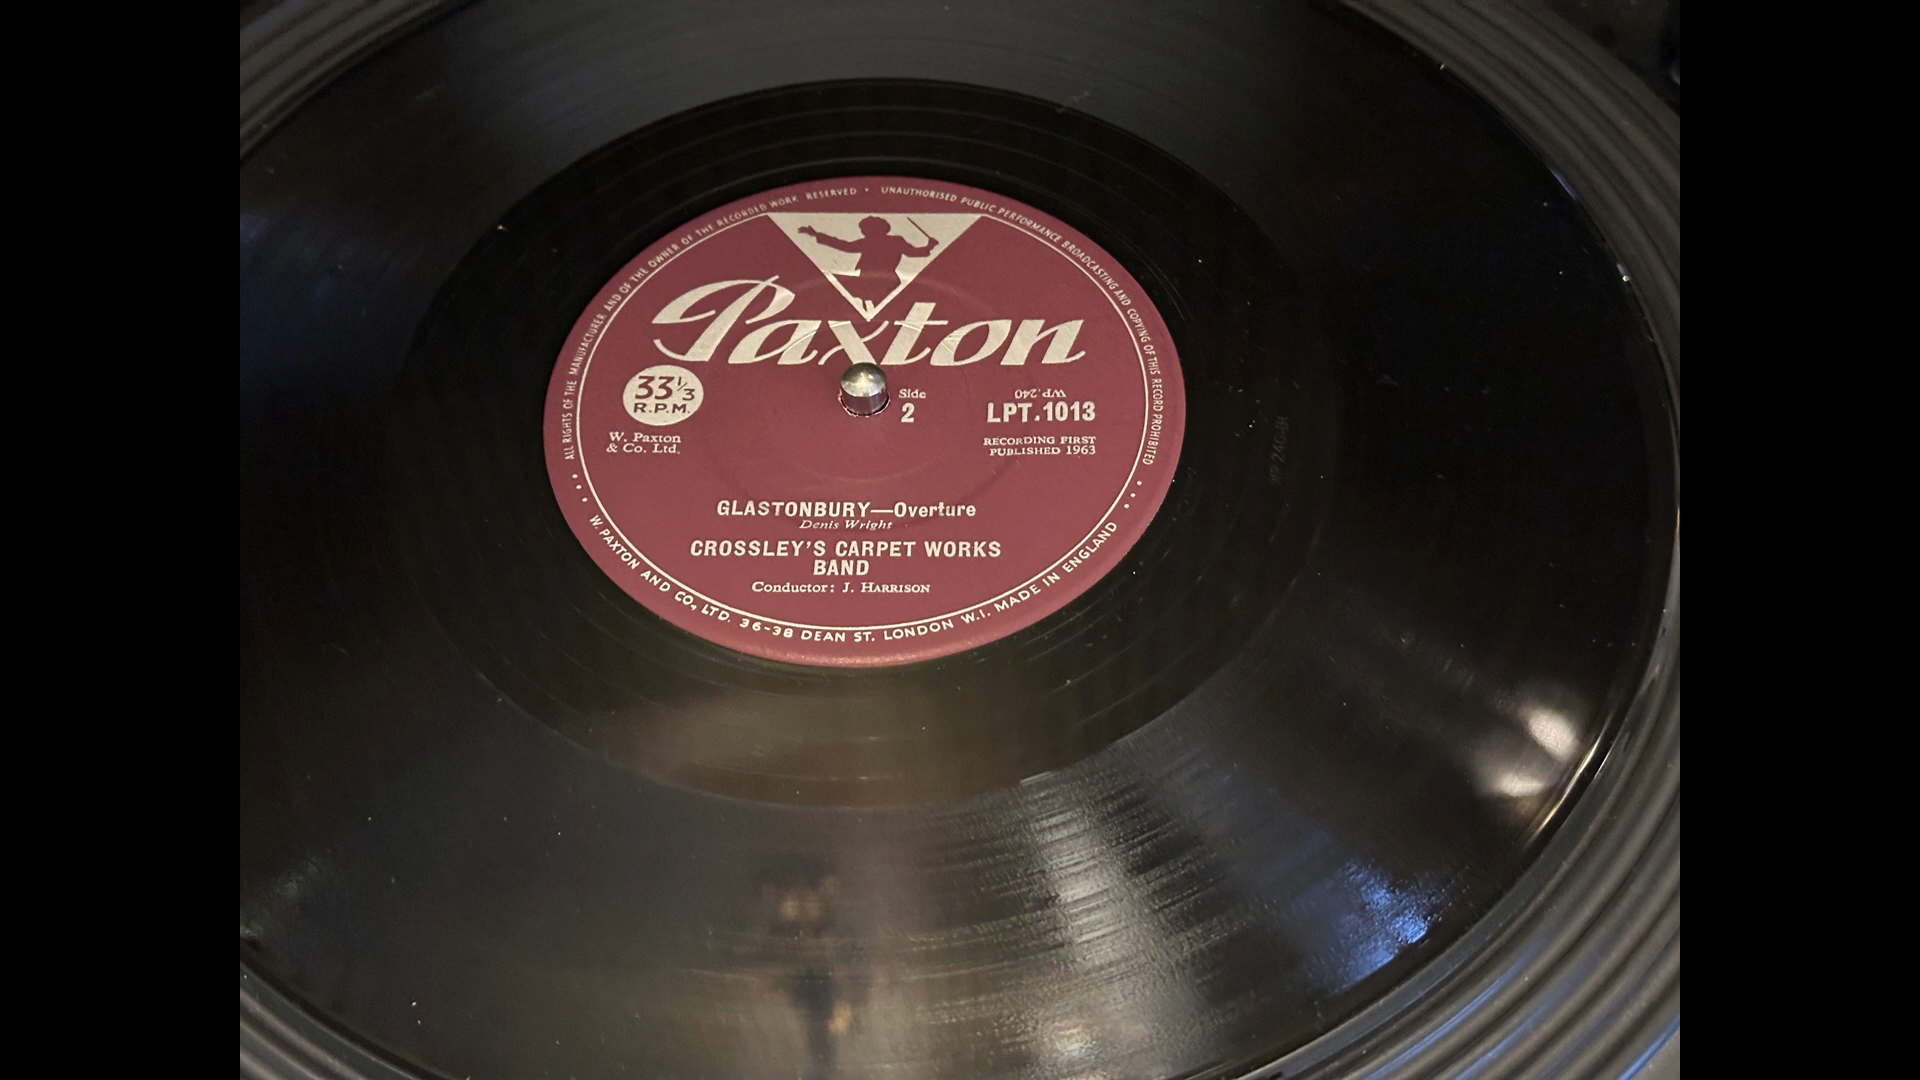 ALL RIGHTS OF THE MANUFACTURER AND OF THE OWNER OF THE RECORDED WORK RESERVED • UNAUTHORISED PUBLIC PERFORMANCE BROADCASTING AND COPYING OF THIS RECORD PROHIBITED
Paxton
33⅓
R.P.M.
W. Paxton
& Co. Ltd.
Side
2
WP.240
LPT.1013
RECORDING FIRST
PUBLISHED 1963
GLASTONBURY—Overture
Denis Wright
CROSSLEY'S CARPET WORKS
BAND
Conductor: J. HARRISON
W. PAXTON AND CO., LTD. 36-38 DEAN ST. LONDON W.I. MADE IN ENGLAND